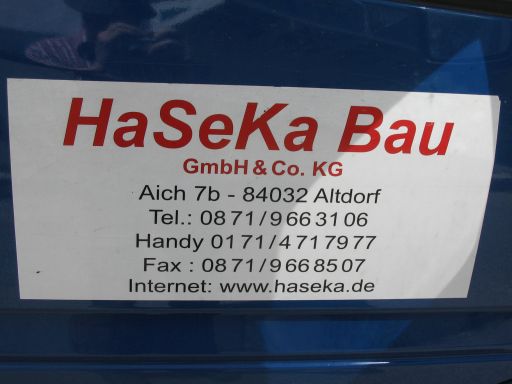 HaSeKa Bau
GmbH & Co. KG
Aich 7b - 84032 Altdorf
Tel.: 0871/9663106
Handy 0171/4717977
Fax : 0871/9668507
Internet: www.haseka.de